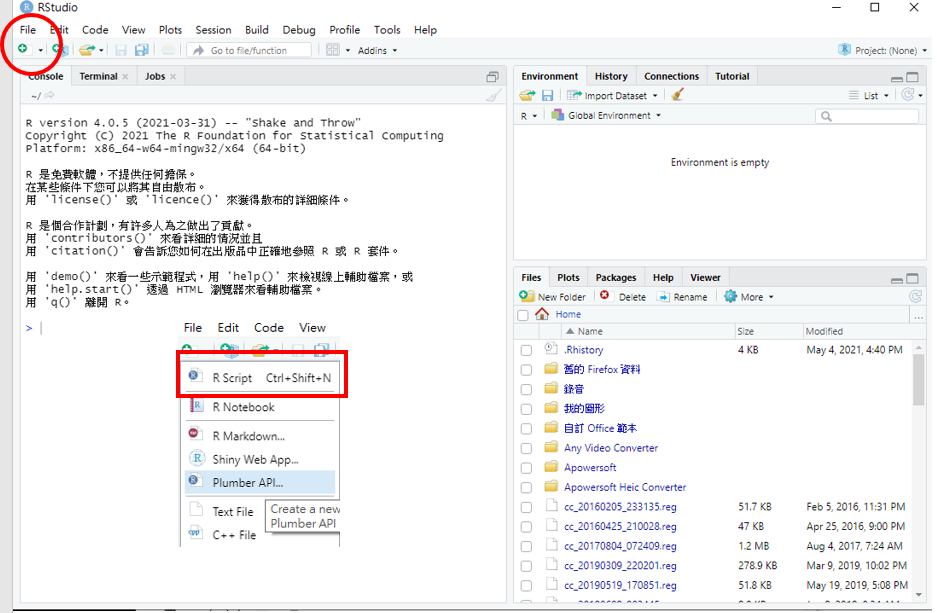 RStudio
File Edit Code View Plots Session Build Debug Profile Tools Help
Go to file/function Addins Project: (None)
Console Terminal Jobs
~/
R version 4.0.5 (2021-03-31) -- "Shake and Throw"
Copyright (C) 2021 The R Foundation for Statistical Computing
Platform: x86_64-w64-mingw32/x64 (64-bit)
R 是免費軟體，不提供任何擔保。
在某些條件下您可以將其自由散布。
用 'license()' 或 'licence()' 來獲得散布的詳細條件。
R 是個合作計劃，有許多人為之做出了貢獻。
用 'contributors()' 來看詳細的情況並且
用 'citation()' 會告訴您如何在出版品中正確地參照 R 或 R 套件。
用 'demo()' 來看一些示範程式，用 'help()' 來檢視線上輔助檔案，或
用 'help.start()' 透過 HTML 瀏覽器來看輔助檔案。
用 'q()' 離開 R。
>
File Edit Code View
R Script Ctrl+Shift+N
R Notebook
R Markdown...
Shiny Web App...
Plumber API...
Text File
C++ File
Create a new
Plumber API
Environment History Connections Tutorial
Import Dataset List
R Global Environment
Environment is empty
Files Plots Packages Help Viewer
New Folder Delete Rename More
Home ...
Name Size Modified
.Rhistory 4 KB May 4, 2021, 4:40 PM
舊的 Firefox 資料
錄音
我的圖形
自訂 Office 範本
Any Video Converter
Apowersoft
Apowersoft Heic Converter
cc_20160205_233135.reg 51.7 KB Feb 5, 2016, 11:31 PM
cc_20160425_210028.reg 47 KB Apr 25, 2016, 9:00 PM
cc_20170804_072409.reg 1.2 MB Aug 4, 2017, 7:24 AM
cc_20190309_220201.reg 278.9 KB Mar 9, 2019, 10:02 PM
cc_20190519_170851.reg 51.8 KB May 19, 2019, 5:08 PM